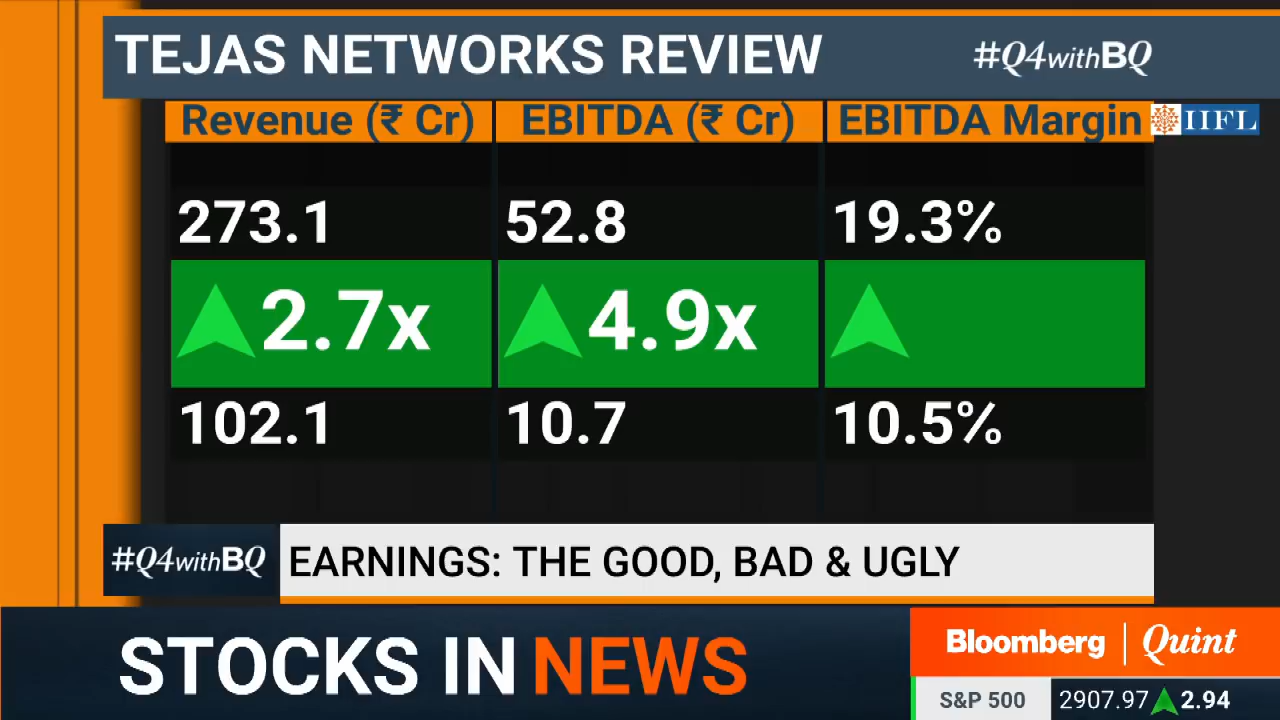 TEJAS NETWORKS REVIEW #Q4withBQ
Revenue (₹ Cr) EBITDA (₹ Cr) EBITDA Margin IIFL
273.1 52.8 19.3%
2.7x 4.9x
102.1 10.7 10.5%
#Q4withBQ EARNINGS: THE GOOD, BAD & UGLY
STOCKS IN NEWS
Bloomberg | Quint
S&P 500 2907.97 2.94